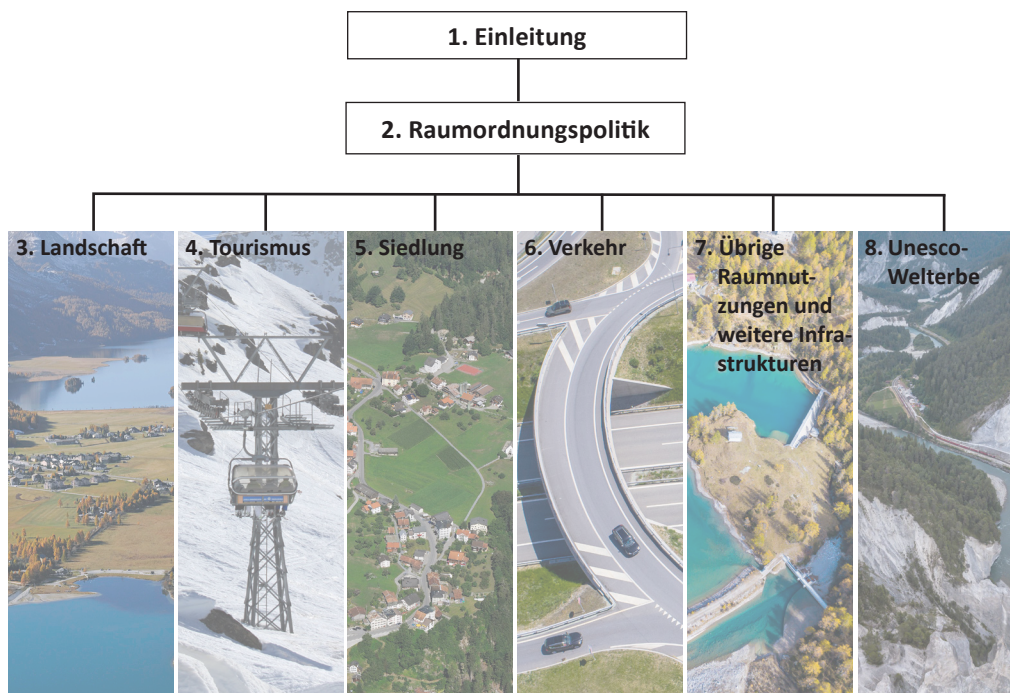 1. Einleitung
2. Raumordnungspolitik
3. Landschaft
4. Tourismus
5. Siedlung
6. Verkehr
7. Übrige
Raumnut-
zungen und
weitere Infra-
strukturen
8. Unesco-
Welterbe